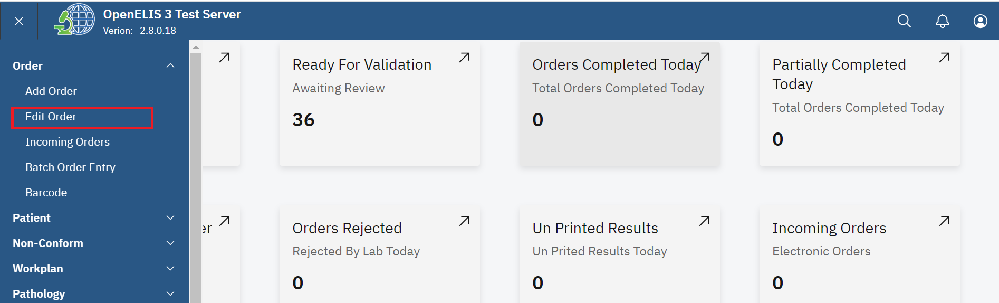 OpenELIS 3 Test Server
Verion: 2.8.0.18
Order
Add Order
Edit Order
Incoming Orders
Batch Order Entry
Barcode
Patient
Non-Conform
Workplan
Pathology
Ready For Validation
Awaiting Review
36
Orders Completed Today
Total Orders Completed Today
0
Partially Completed
Today
Total Orders Completed Today
0
er
Orders Rejected
Rejected By Lab Today
0
Un Printed Results
Un Prited Results Today
0
Incoming Orders
Electronic Orders
0